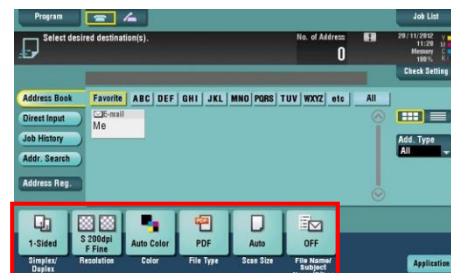 Program
Job List
Select desired destination(s).
No. of Address
0
29/11/2012
11:20
Memory
100%
Y
M
C
K
Check Setting
Address Book
Favorite ABC DEF GHI JKL MNO PQRS TUV WXYZ etc All
Direct Input
E-mail
Me
Job History
Add. Type
All
Addr. Search
Address Reg.
1-Sided
S 200dpi
F Fine
Auto Color
PDF
Auto
OFF
Simplex/
Duplex
Resolution
Color
File Type
Scan Size
File Name/
Subject
Application